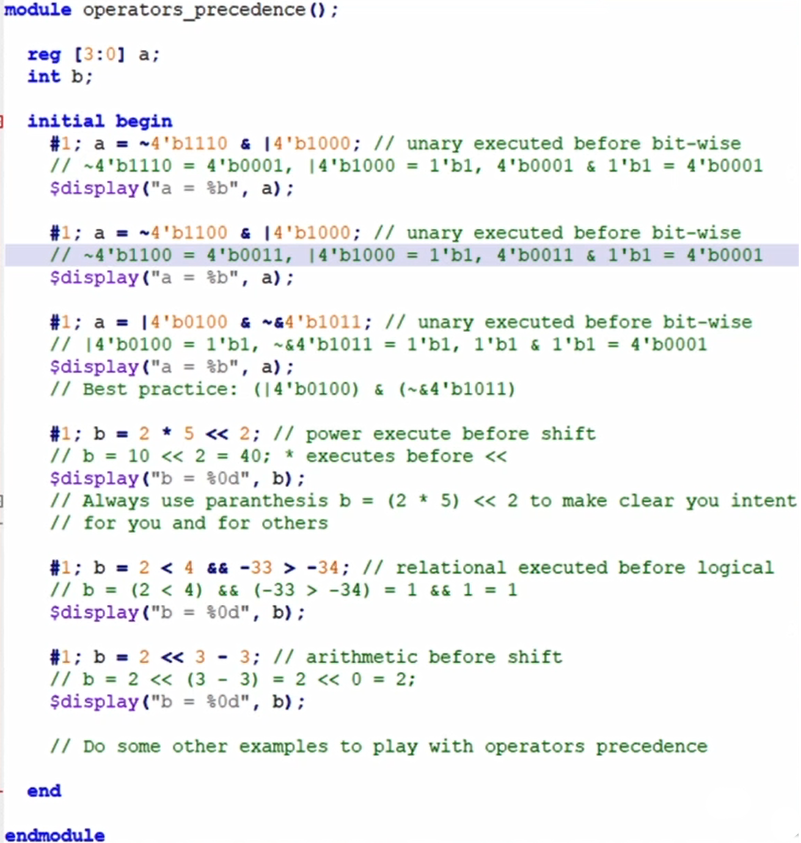 module operators_precedence();
reg [3:0] a;
int b;
initial begin
#1; a = ~4'b1110 & |4'b1000; // unary executed before bit-wise
// ~4'b1110 = 4'b0001, |4'b1000 = 1'b1, 4'b0001 & 1'b1 = 4'b0001
$display("a = %b", a);
#1; a = ~4'b1100 & |4'b1000; // unary executed before bit-wise
// ~4'b1100 = 4'b0011, |4'b1000 = 1'b1, 4'b0011 & 1'b1 = 4'b0001
$display("a = %b", a);
#1; a = |4'b0100 & ~&4'b1011; // unary executed before bit-wise
// |4'b0100 = 1'b1, ~&4'b1011 = 1'b1, 1'b1 & 1'b1 = 4'b0001
$display("a = %b", a);
// Best practice: (|4'b0100) & (~&4'b1011)
#1; b = 2 * 5 << 2; // power execute before shift
// b = 10 << 2 = 40; * executes before <<
$display("b = %0d", b);
// Always use paranthesis b = (2 * 5) << 2 to make clear you intent
// for you and for others
#1; b = 2 < 4 && -33 > -34; // relational executed before logical
// b = (2 < 4) && (-33 > -34) = 1 && 1 = 1
$display("b = %0d", b);
#1; b = 2 << 3 - 3; // arithmetic before shift
// b = 2 << (3 - 3) = 2 << 0 = 2;
$display("b = %0d", b);
// Do some other examples to play with operators precedence
end
endmodule